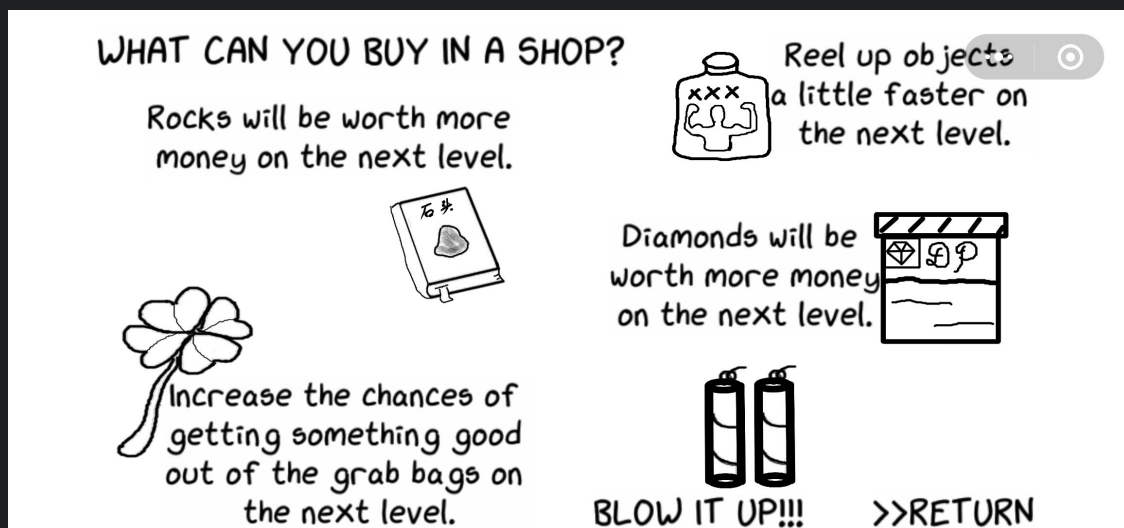 WHAT CAN YOU BUY IN A SHOP?
Rocks will be worth more
money on the next level.
石头
Increase the chances of
getting something good
out of the grab bags on
the next level.
Reel up objects
a little faster on
the next level.
XXX
Diamonds will be
worth more money
on the next level.
DP
BLOW IT UP!!!
>>RETURN